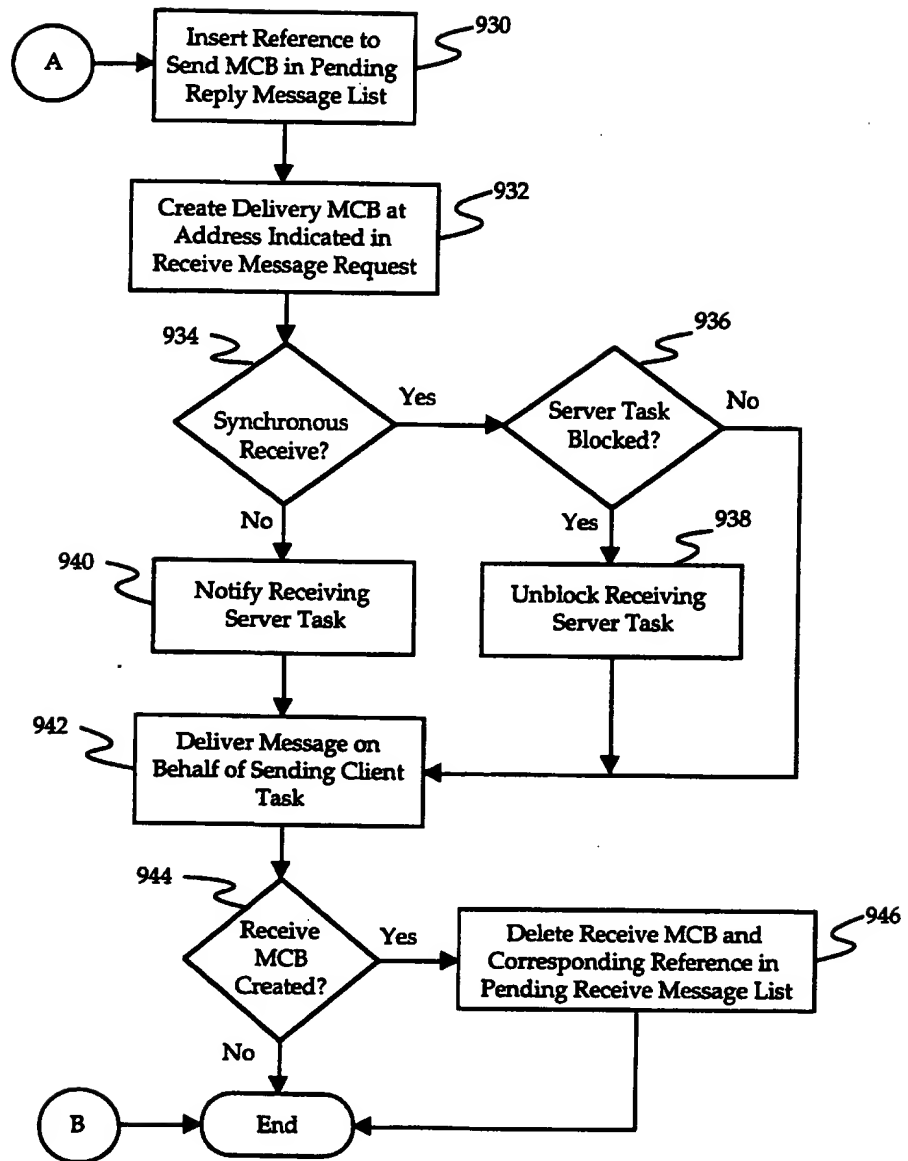 A
Insert Reference to
Send MCB in Pending
Reply Message List
930
Create Delivery MCB at
Address Indicated in
Receive Message Request
932
934
Synchronous
Receive?
Yes
No
936
Server Task
Blocked?
No
Yes
938
Unblock Receiving
Server Task
940
Notify Receiving
Server Task
942
Deliver Message on
Behalf of Sending Client
Task
944
Receive
MCB
Created?
Yes
No
946
Delete Receive MCB and
Corresponding Reference in
Pending Receive Message List
B
End